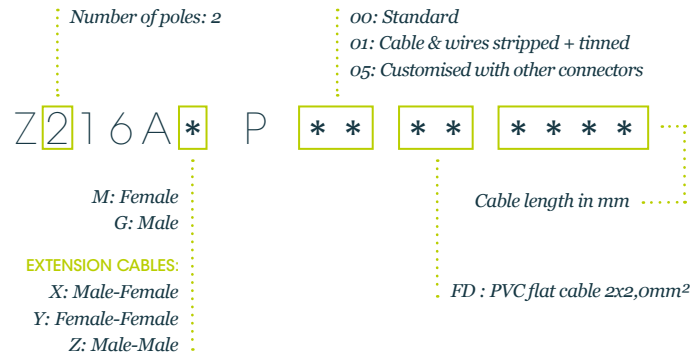 Number of poles: 2
00: Standard
01: Cable & wires stripped + tinned
05: Customised with other connectors
Z216A* P ** ** ****
M: Female
G: Male
Cable length in mm
EXTENSION CABLES:
X: Male-Female
Y: Female-Female
Z: Male-Male
FD : PVC flat cable 2x2,0mm²